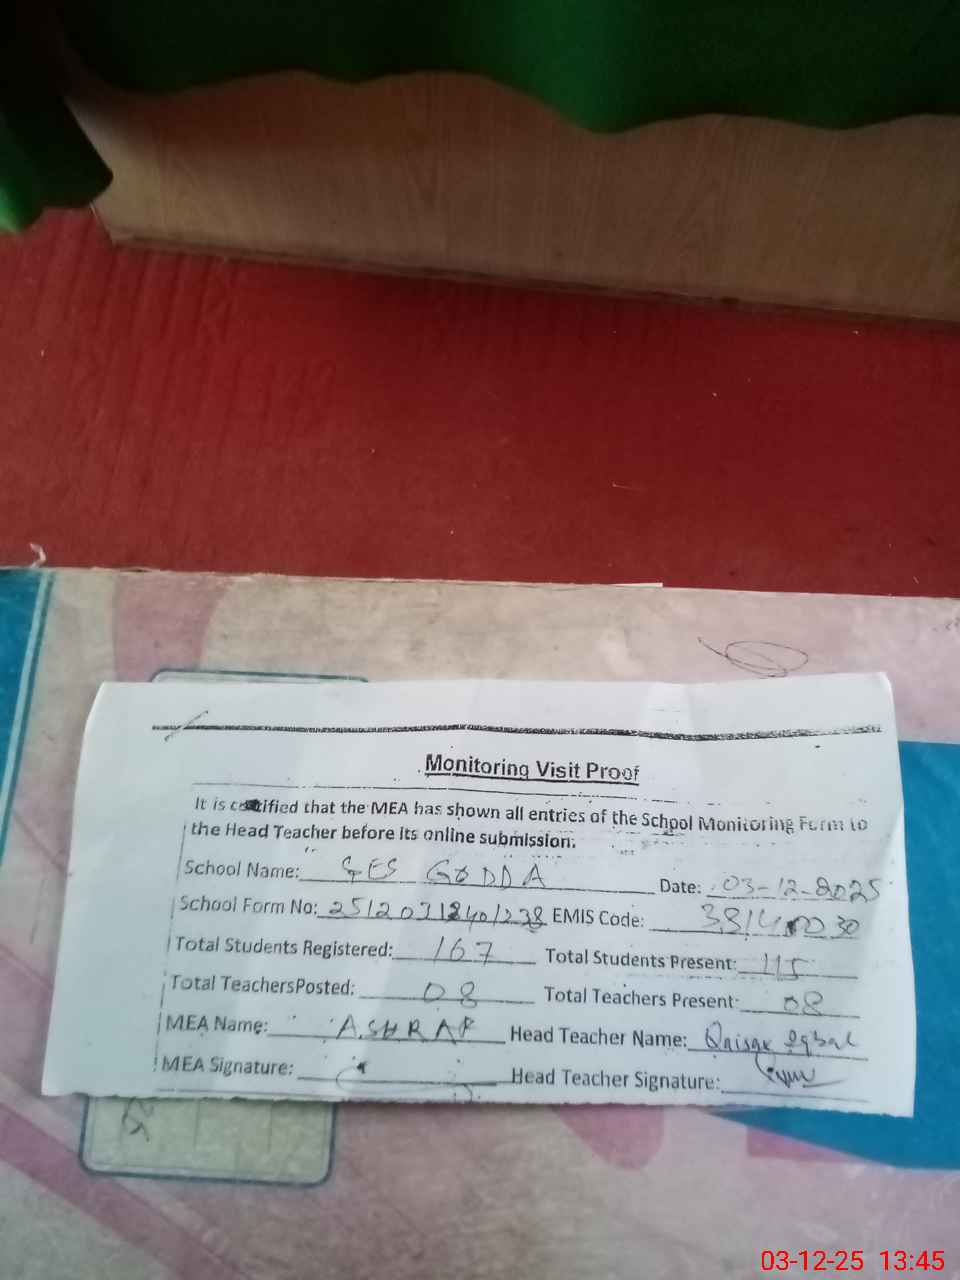 Monitoring Visit Proof
It is certified that the MEA has shown all entries of the School Monitoring Form to
the Head Teacher before its online submission.
School Name: GES GODDA Date: 03-12-2025
School Form No: EMIS Code:
Total Students Registered: 167 Total Students Present: 115
Total TeachersPosted: 08 Total Teachers Present: 08
MEA Name: ASHRAF Head Teacher Name: Qaisar Iqbal
MEA Signature: Head Teacher Signature:
03-12-25 13:45